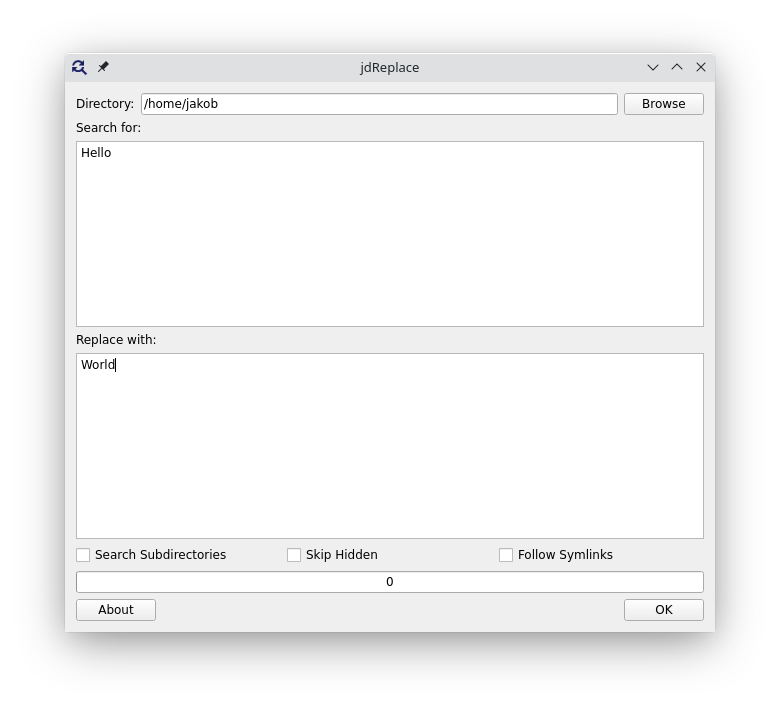 jdReplace
Directory: /home/jakob Browse
Search for:
Hello
Replace with:
World
Search Subdirectories Skip Hidden Follow Symlinks
0
About OK